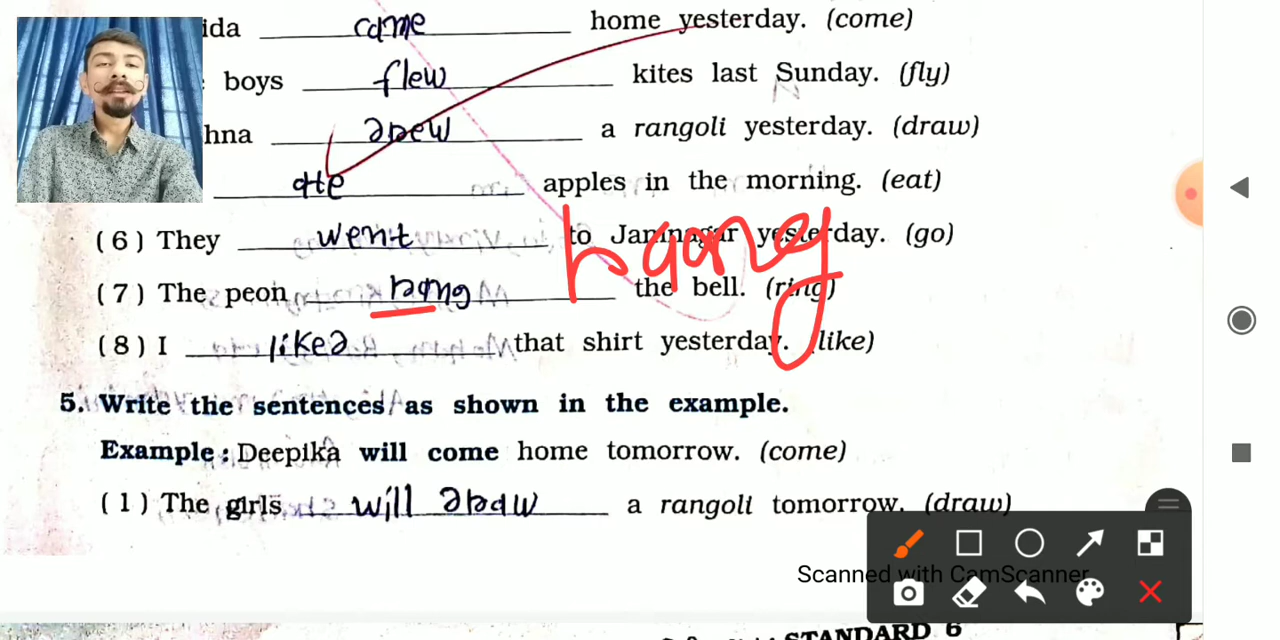 ida came home yesterday. (come)
boys flew kites last Sunday. (fly)
hna drew a rangoli yesterday. (draw)
ate apples in the morning. (eat)
(6) They went to Jamnagar yesterday. (go)
(7) The peon rang the bell. (ring)
(8) I liked that shirt yesterday. (like)
5. Write the sentences as shown in the example.
Example: Deepika will come home tomorrow. (come)
(1) The girls will draw a rangoli tomorrow. (draw)
Scanned with CamScanner
STANDARD 6